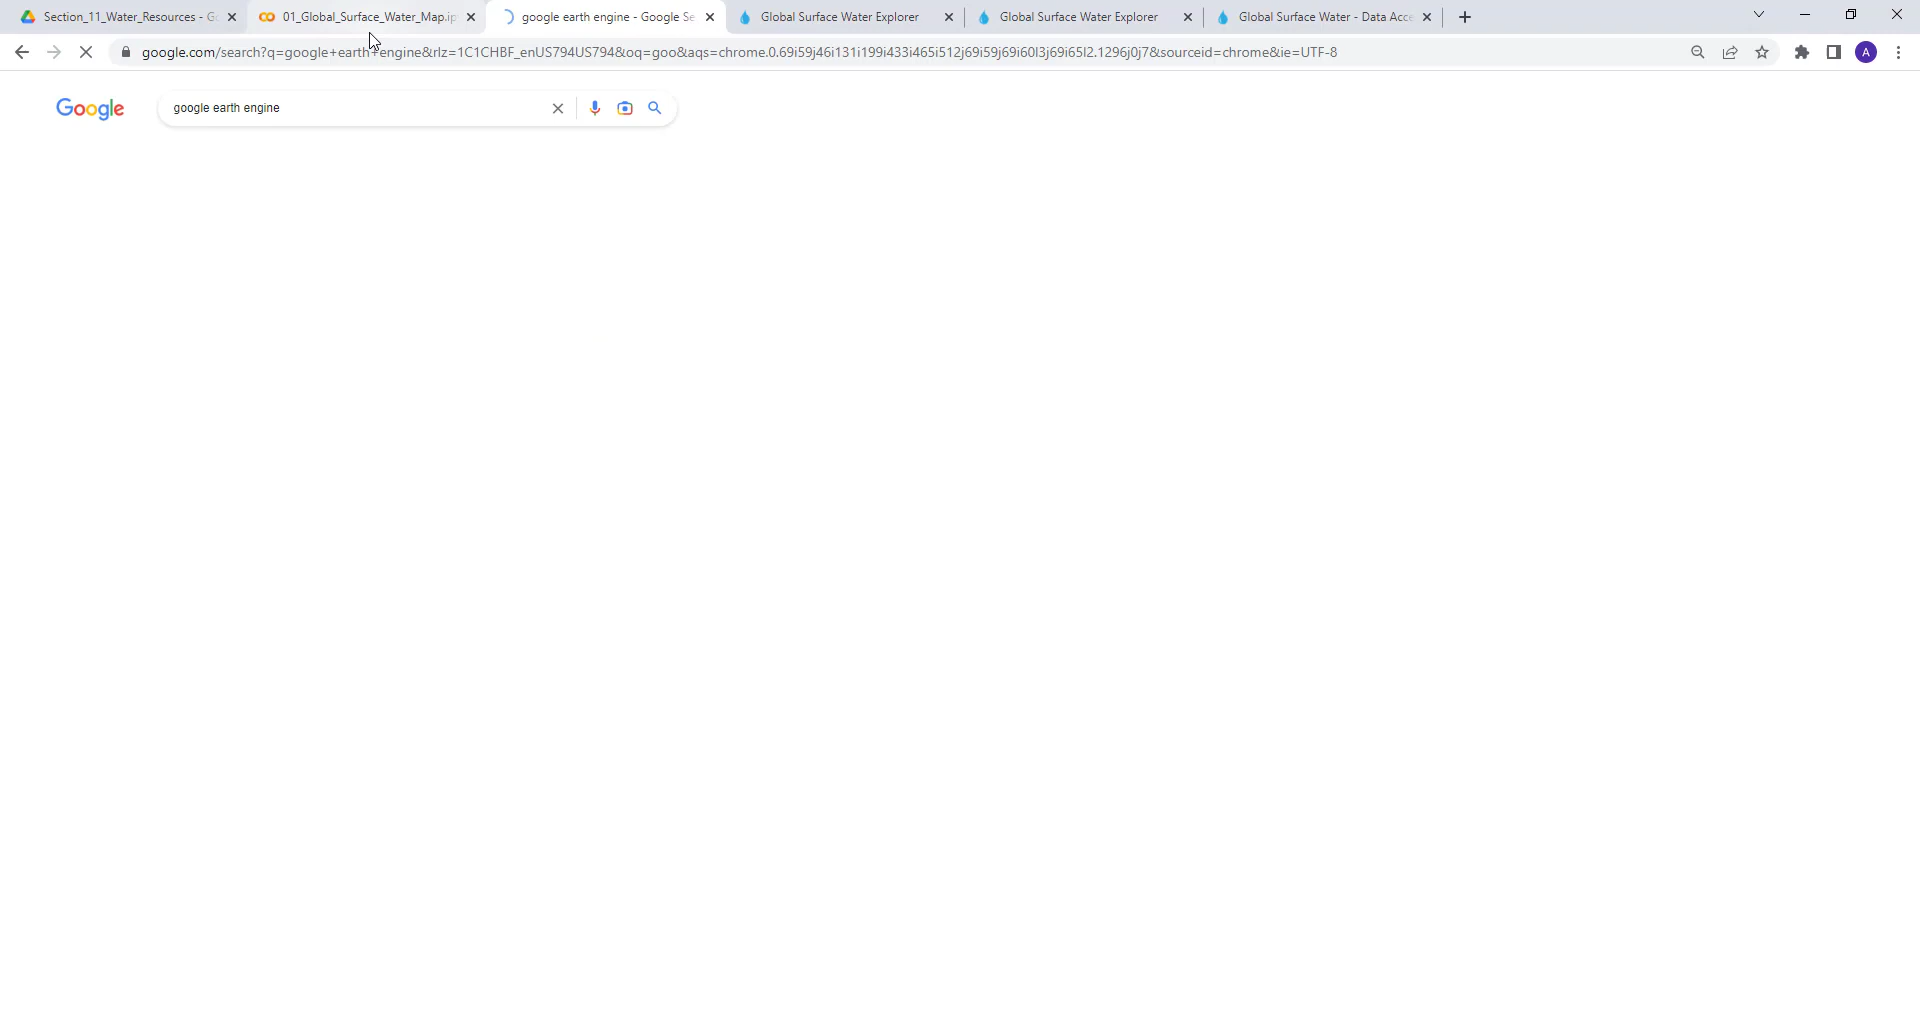 Section_11_Water_Resources - Go
01_Global_Surface_Water_Map.ip
google earth engine - Google Se
Global Surface Water Explorer
Global Surface Water Explorer
Global Surface Water - Data Acce
google.com/search?q=google+earth+engine&rlz=1C1CHBF_enUS794US794&oq=goo&aqs=chrome.0.69i59j46i131i199i433i465i512j69i59j69i60l3j69i65l2.1296j0j7&sourceid=chrome&ie=UTF-8
A
Google
google earth engine